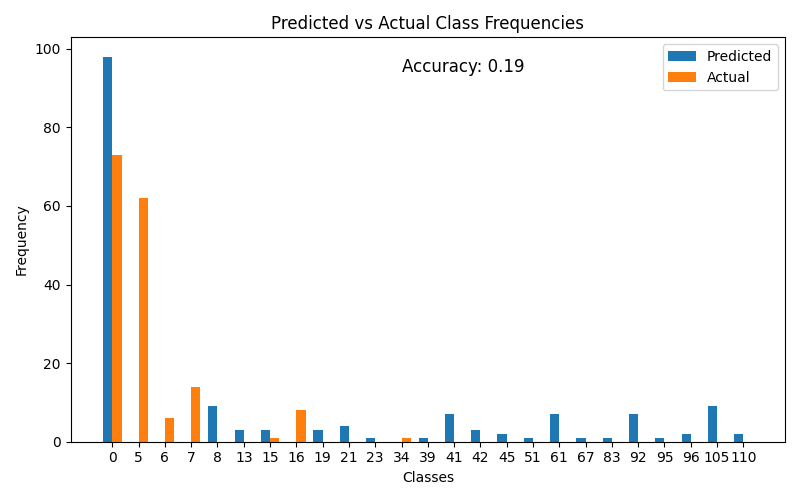 Predicted vs Actual Class Frequencies
Accuracy: 0.19
Predicted
Actual
Frequency
100
80
60
40
20
0
0 5 6 7 8 13 15 16 19 21 23 34 39 41 42 45 51 61 67 83 92 95 96 105 110
Classes